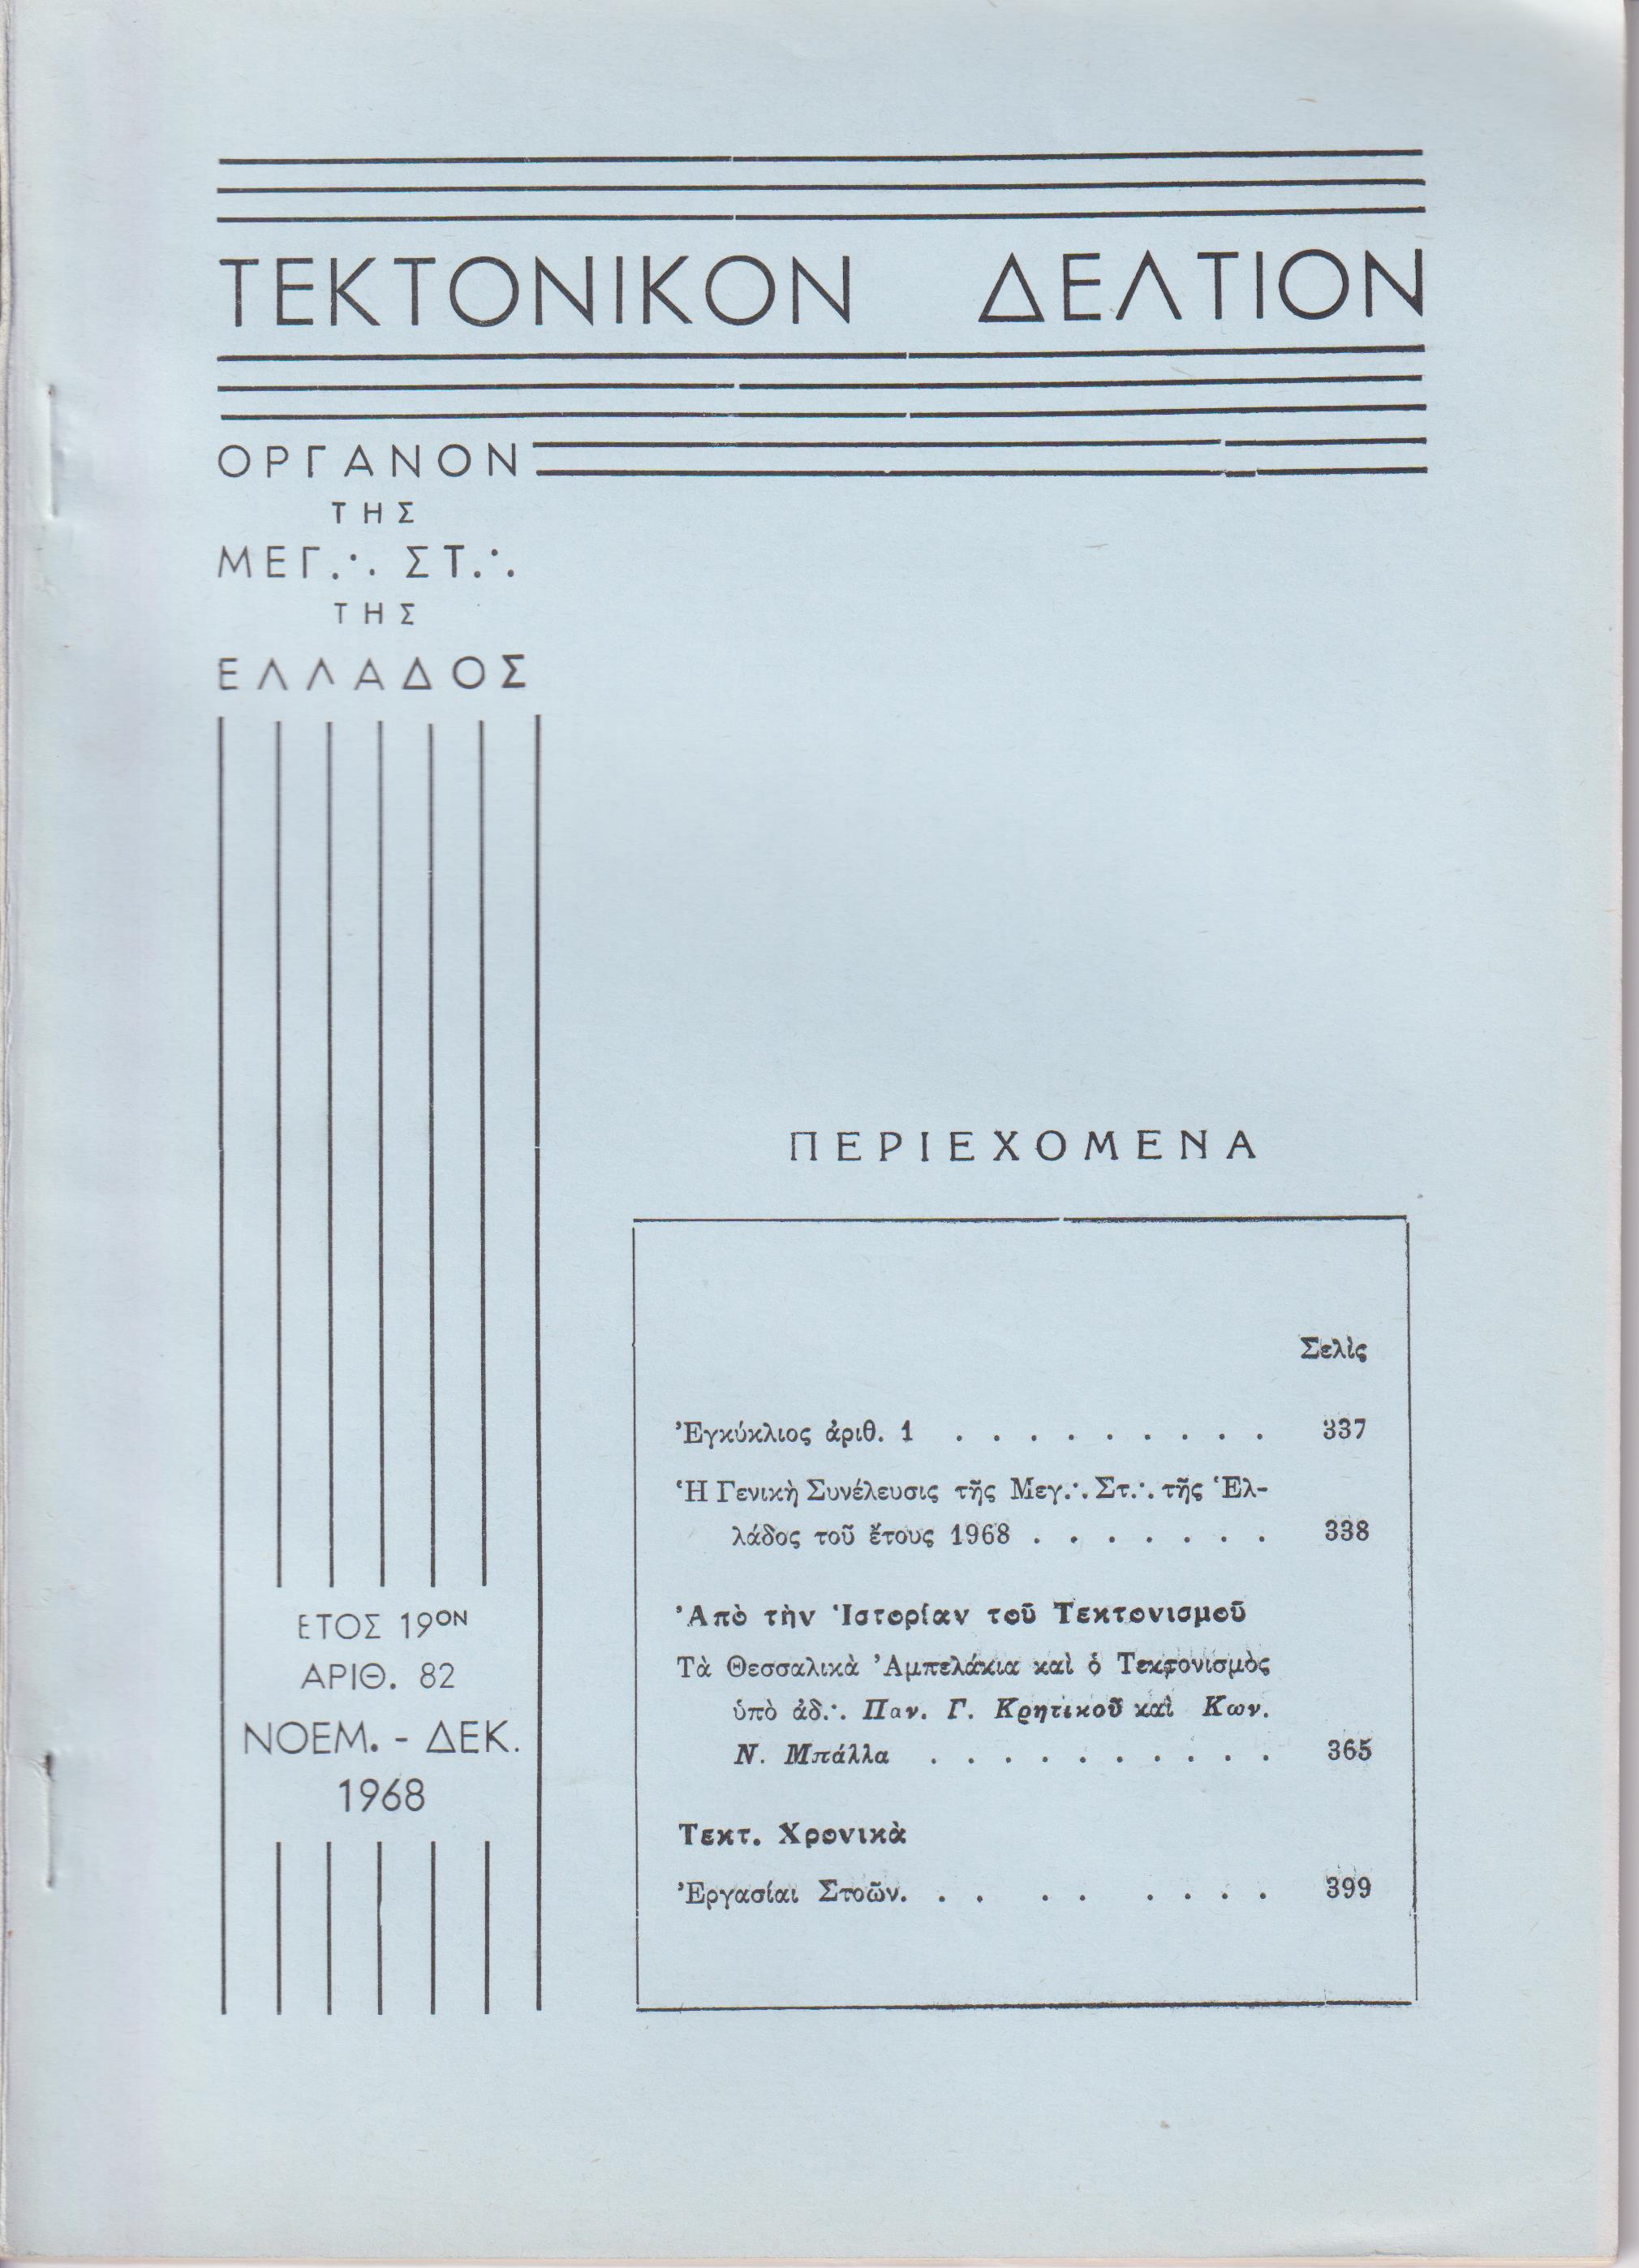 ΤΕΚΤΟΝΙΚΟΝ ΔΕΛΤΙΟΝ
ΟΡΓΑΝΟΝ
ΤΗΣ
ΜΕΓ.·. ΣΤ.·.
ΤΗΣ
ΕΛΛΑΔΟΣ
ΕΤΟΣ 19ΟΝ
ΑΡΙΘ. 82
ΝΟΕΜ. - ΔΕΚ.
1968
ΠΕΡΙΕΧΟΜΕΝΑ
Σελὶς
Ἐγκύκλιος ἀριθ. 1 . . . . . . . . . 337
Ἡ Γενικὴ Συνέλευσις τῆς Μεγ.·. Στ.·. τῆς Ἑλ-
λάδος τοῦ ἔτους 1968 . . . . . . . 338
Ἀπὸ τὴν Ἱστορίαν τοῦ Τεκτονισμοῦ
Τὰ Θεσσαλικὰ Ἀμπελάκια καὶ ὁ Τεκτονισμὸς
ὑπὸ ἀδ.·. Παν. Γ. Κρητικοῦ καὶ Κων.
Ν. Μπάλλα . . . . . . . . . . 365
Τεκτ. Χρονικὰ
Ἐργασίαι Στοῶν. . . . . . . . . 399